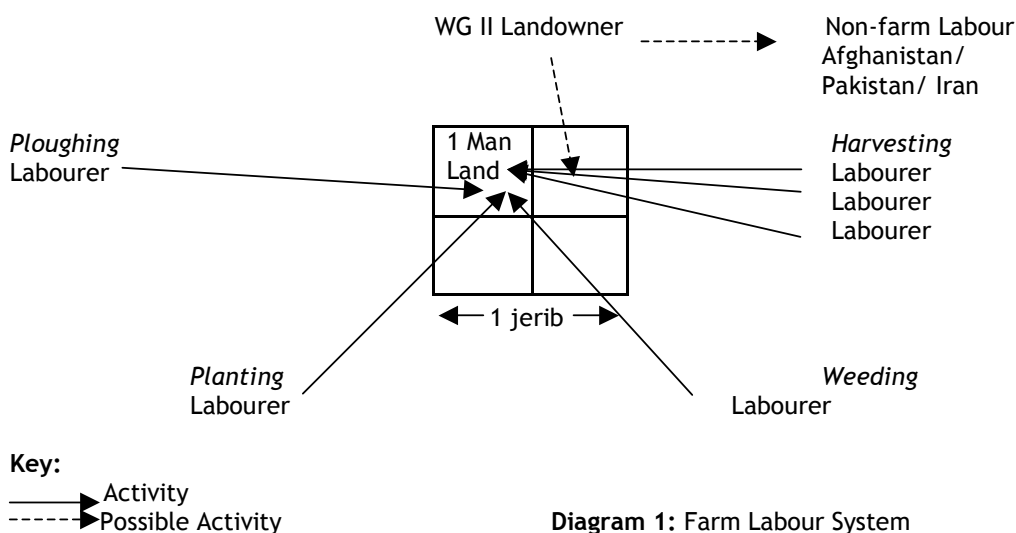 WG II Landowner
Non-farm Labour
Afghanistan/
Pakistan/ Iran
Ploughing
Labourer
1 Man
Land
Harvesting
Labourer
Labourer
Labourer
1 jerib
Planting
Labourer
Weeding
Labourer
Key:
Activity
Possible Activity
Diagram 1: Farm Labour System